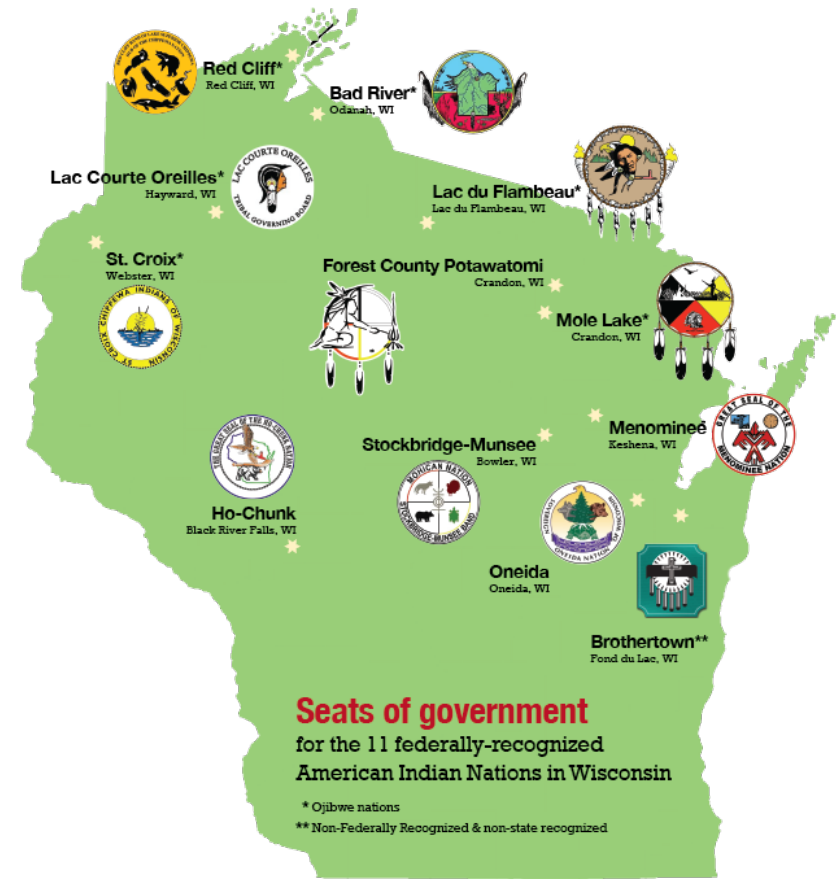 Red Cliff*
Red Cliff, WI
Bad River*
Odanah, WI
Lac Courte Oreilles*
Hayward, WI
LAC COURTE OREILLES
TRIBAL GOVERNING BOARD
Lac du Flambeau*
Lac du Flambeau, WI
St. Croix*
Webster, WI
ST. CROIX CHIPPEWA INDIANS OF WISCONSIN
Forest County Potawatomi
Crandon, WI
Mole Lake*
Crandon, WI
Menominee
Keshena, WI
GREAT SEAL OF THE
MENOMINEE NATION
Stockbridge-Munsee
Bowler, WI
MOHICAN NATION
STOCKBRIDGE-MUNSEE BAND
THE GREAT SEAL OF THE HO-CHUNK NATION
Ho-Chunk
Black River Falls, WI
SOVEREIGN
ONEIDA NATION
OF WISCONSIN
Oneida
Oneida, WI
Brothertown**
Fond du Lac, WI
Seats of government
for the 11 federally-recognized
American Indian Nations in Wisconsin
* Ojibwe nations
** Non-Federally Recognized & non-state recognized